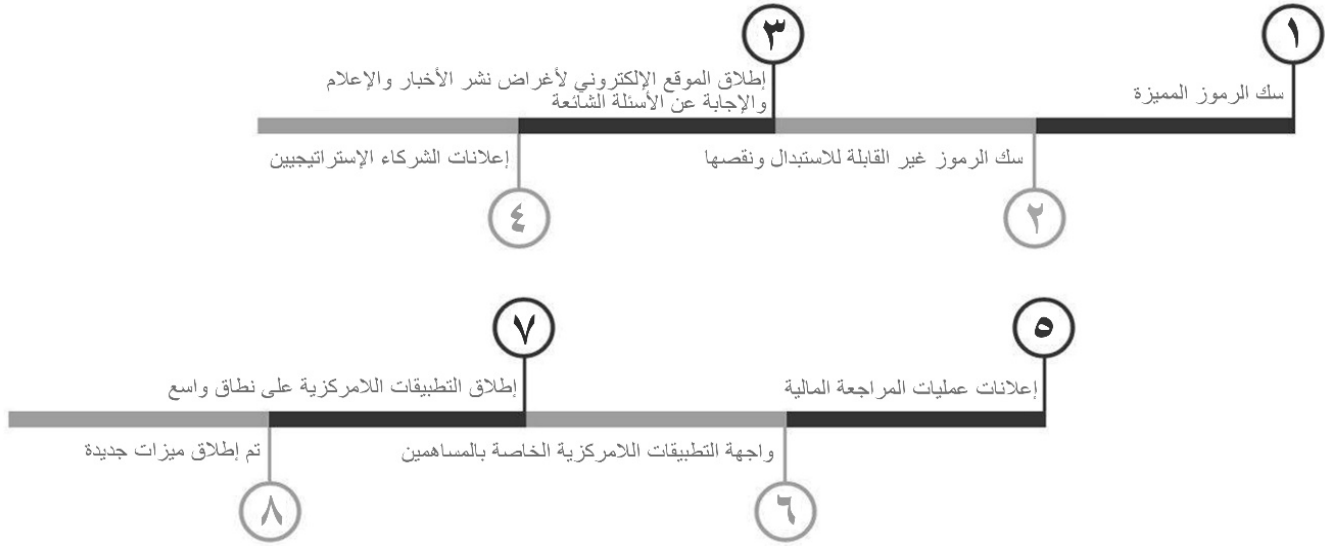 ١
سك الرموز المميزة
٢
سك الرموز غير القابلة للاستبدال ونقصها
٣
إطلاق الموقع الإلكتروني لأغراض نشر الأخبار والإعلام
والإجابة عن الأسئلة الشائعة
٤
إعلانات الشركاء الإستراتيجيين
٥
إعلانات عمليات المراجعة المالية
٦
واجهة التطبيقات اللامركزية الخاصة بالمساهمين
٧
إطلاق التطبيقات اللامركزية على نطاق واسع
٨
تم إطلاق ميزات جديدة